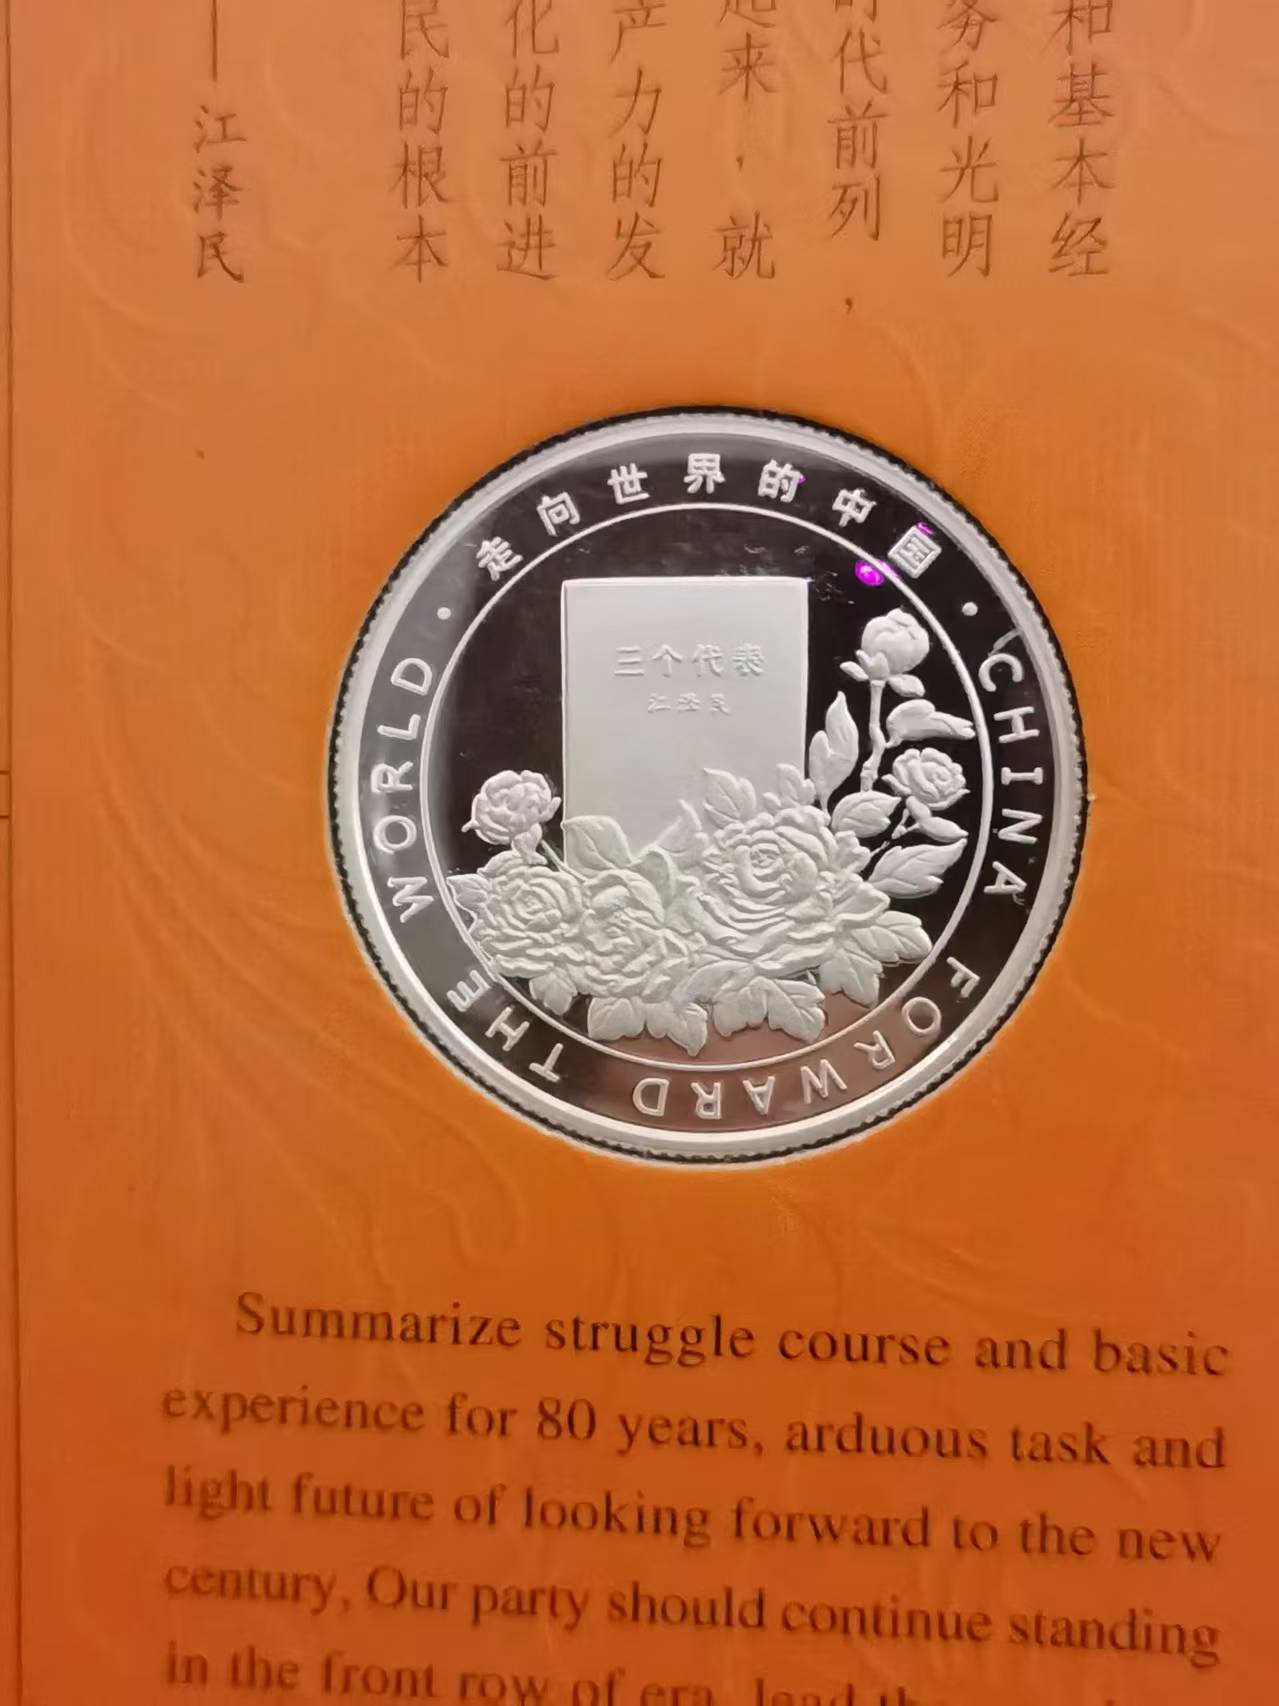 和基本经
务和光明
时代前列，
起来，就
产力的发
化的前进
民的根本
——江泽民
走向世界的中国
·CHINA FORWARD THE WORLD·
三个代表
江泽民
Summarize struggle course and basic
experience for 80 years, arduous task and
light future of looking forward to the new
century, Our party should continue standing
in the front row of era, lead